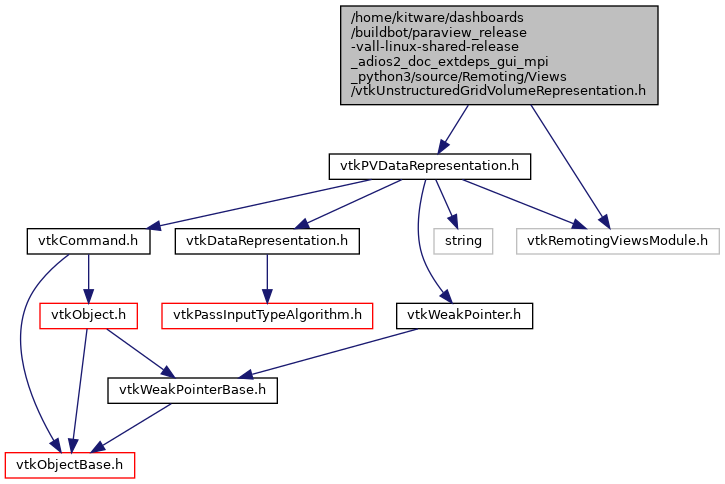 /home/kitware/dashboards
/buildbot/paraview_release
-vall-linux-shared-release
_adios2_doc_extdeps_gui_mpi
_python3/source/Remoting/Views
/vtkUnstructuredGridVolumeRepresentation.h
vtkPVDataRepresentation.h
vtkCommand.h
vtkDataRepresentation.h
string
vtkRemotingViewsModule.h
vtkObject.h
vtkPassInputTypeAlgorithm.h
vtkWeakPointer.h
vtkWeakPointerBase.h
vtkObjectBase.h